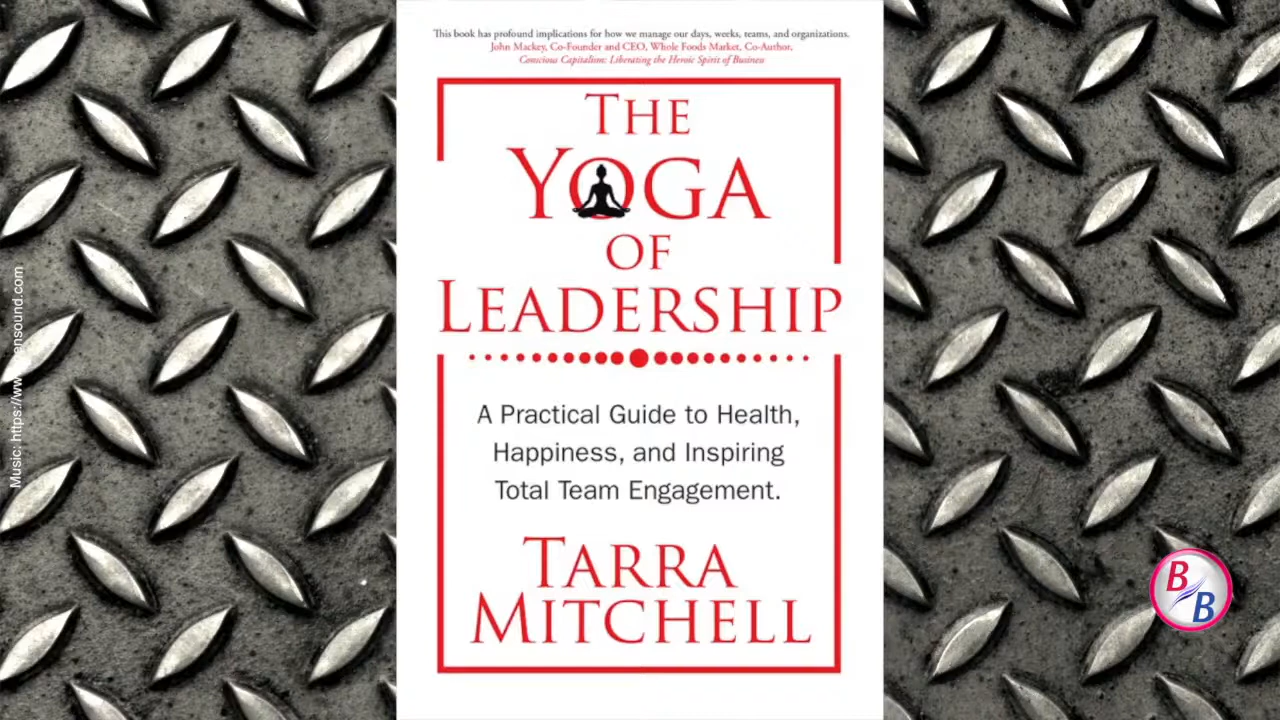 This book has profound implications for how we manage our days, weeks, teams, and organizations.
John Mackey, Co-Founder and CEO, Whole Foods Market, Co-Author,
Conscious Capitalism: Liberating the Heroic Spirit of Business
THE
YOGA
OF
LEADERSHIP
A Practical Guide to Health,
Happiness, and Inspiring
Total Team Engagement.
TARRA
MITCHELL
Music:
B
B